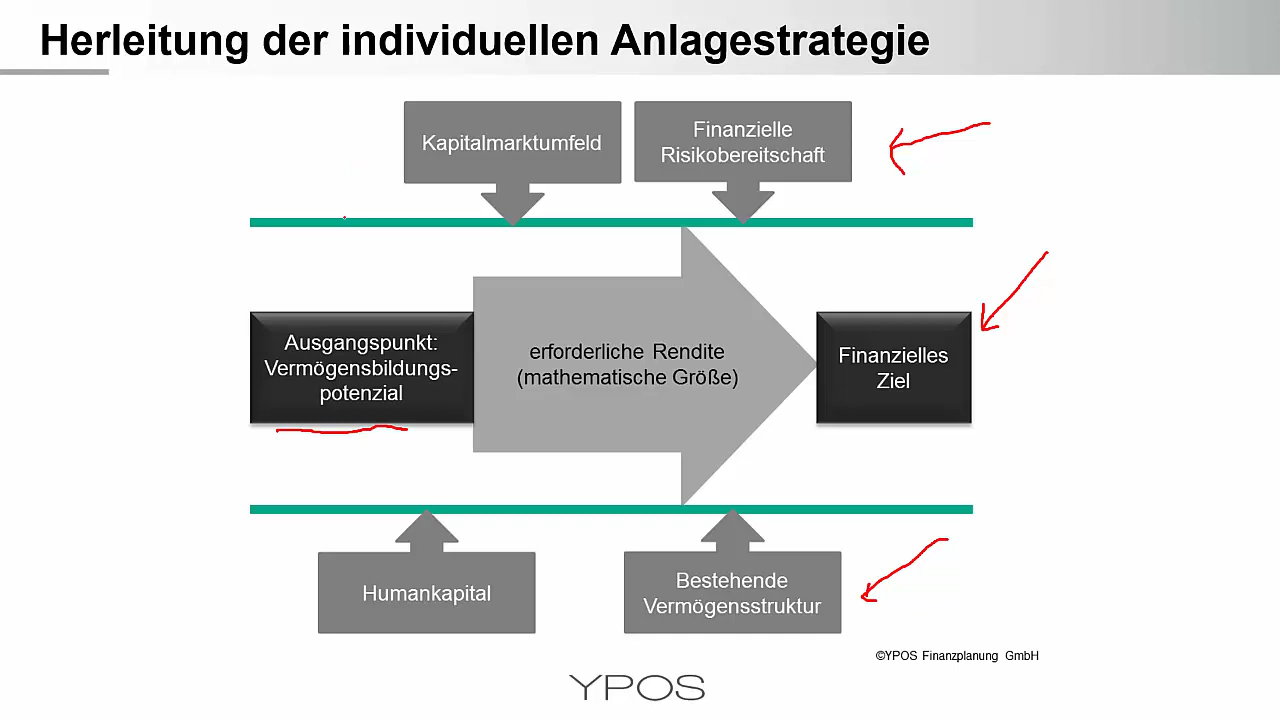 Herleitung der individuellen Anlagestrategie
Kapitalmarktumfeld
Finanzielle
Risikobereitschaft
Ausgangspunkt:
Vermögensbildungs-
potenzial
erforderliche Rendite
(mathematische Größe)
Finanzielles
Ziel
Humankapital
Bestehende
Vermögensstruktur
©YPOS Finanzplanung GmbH
YPOS